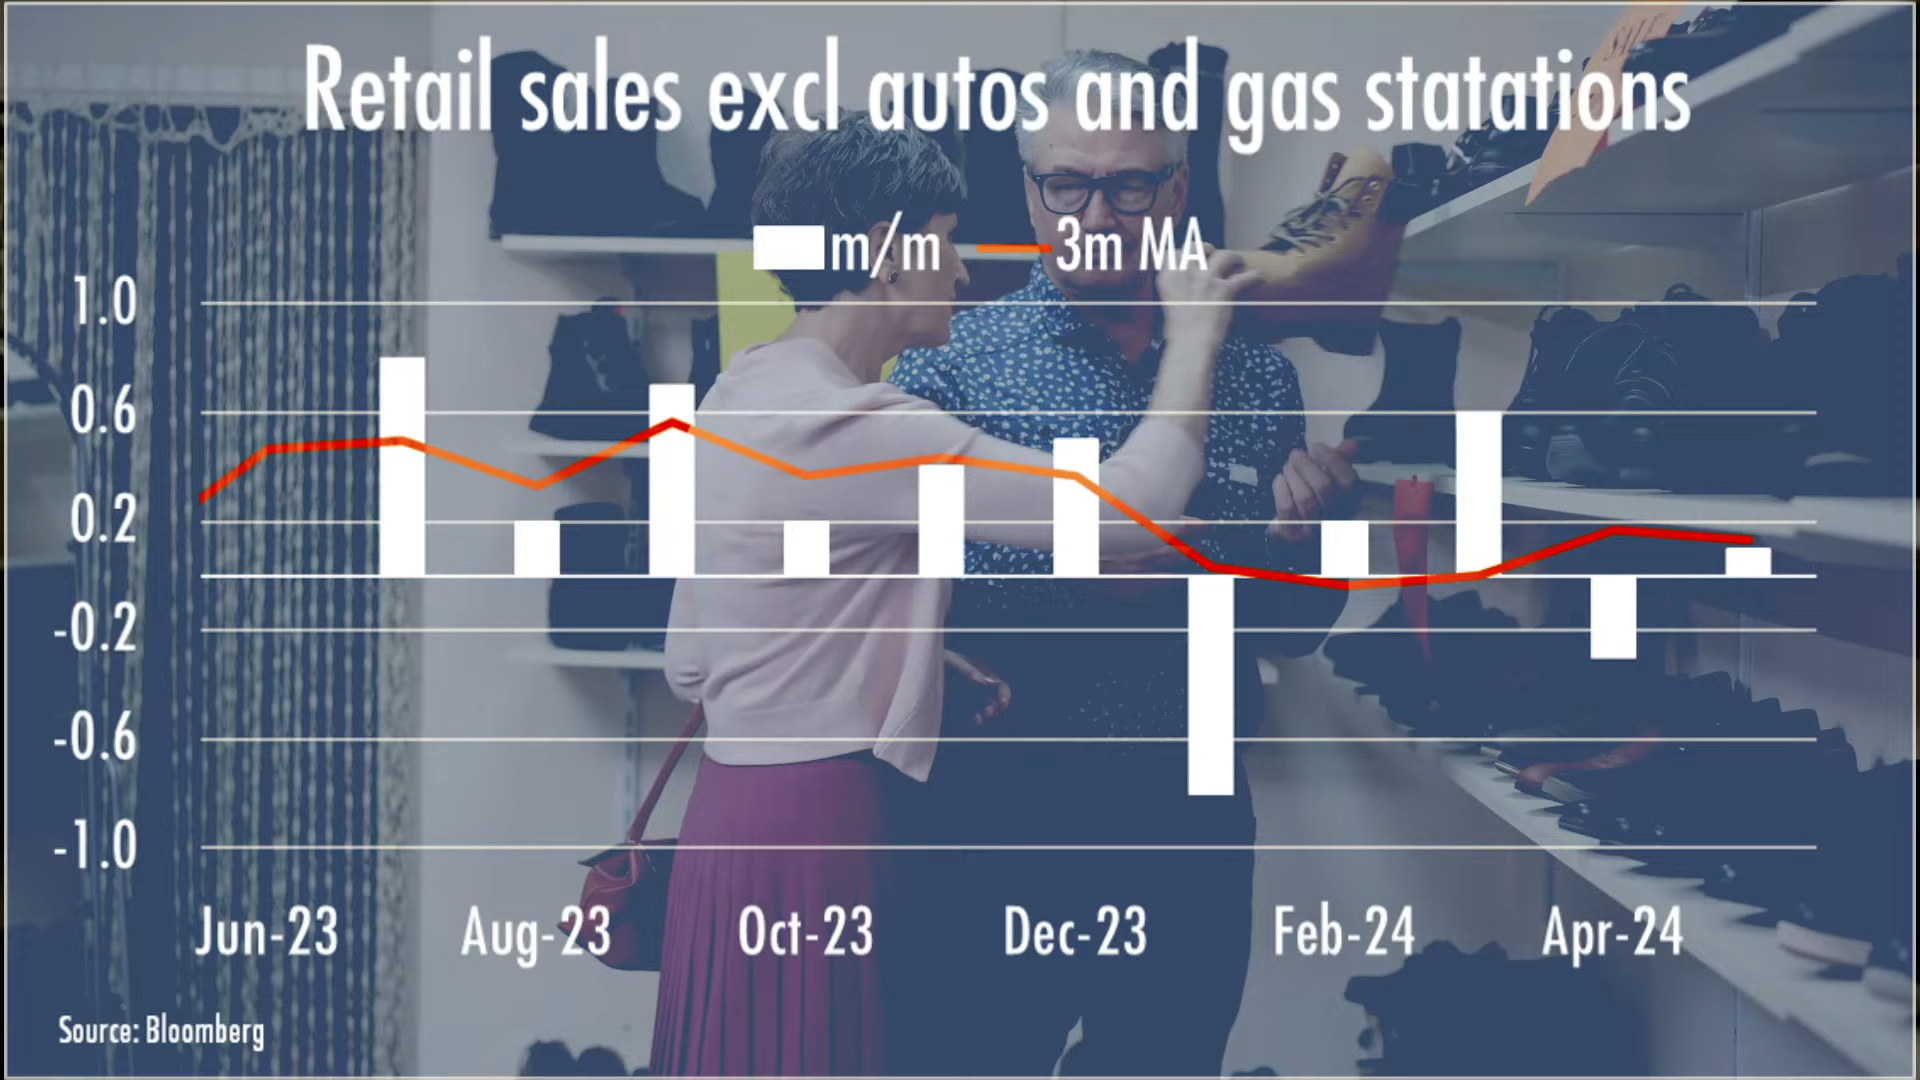 Retail sales excl autos and gas statations
m/m 3m MA
1.0
0.6
0.2
-0.2
-0.6
-1.0
Jun-23 Aug-23 Oct-23 Dec-23 Feb-24 Apr-24
Source: Bloomberg
SALE